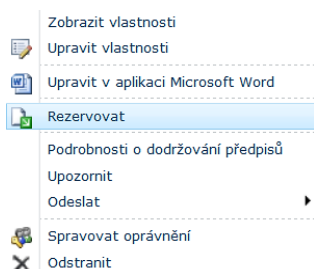 Zobrazit vlastnosti
Upravit vlastnosti
Upravit v aplikaci Microsoft Word
Rezervovat
Podrobnosti o dodržování předpisů
Upozornit
Odeslat
Spravovat oprávnění
Odstranit